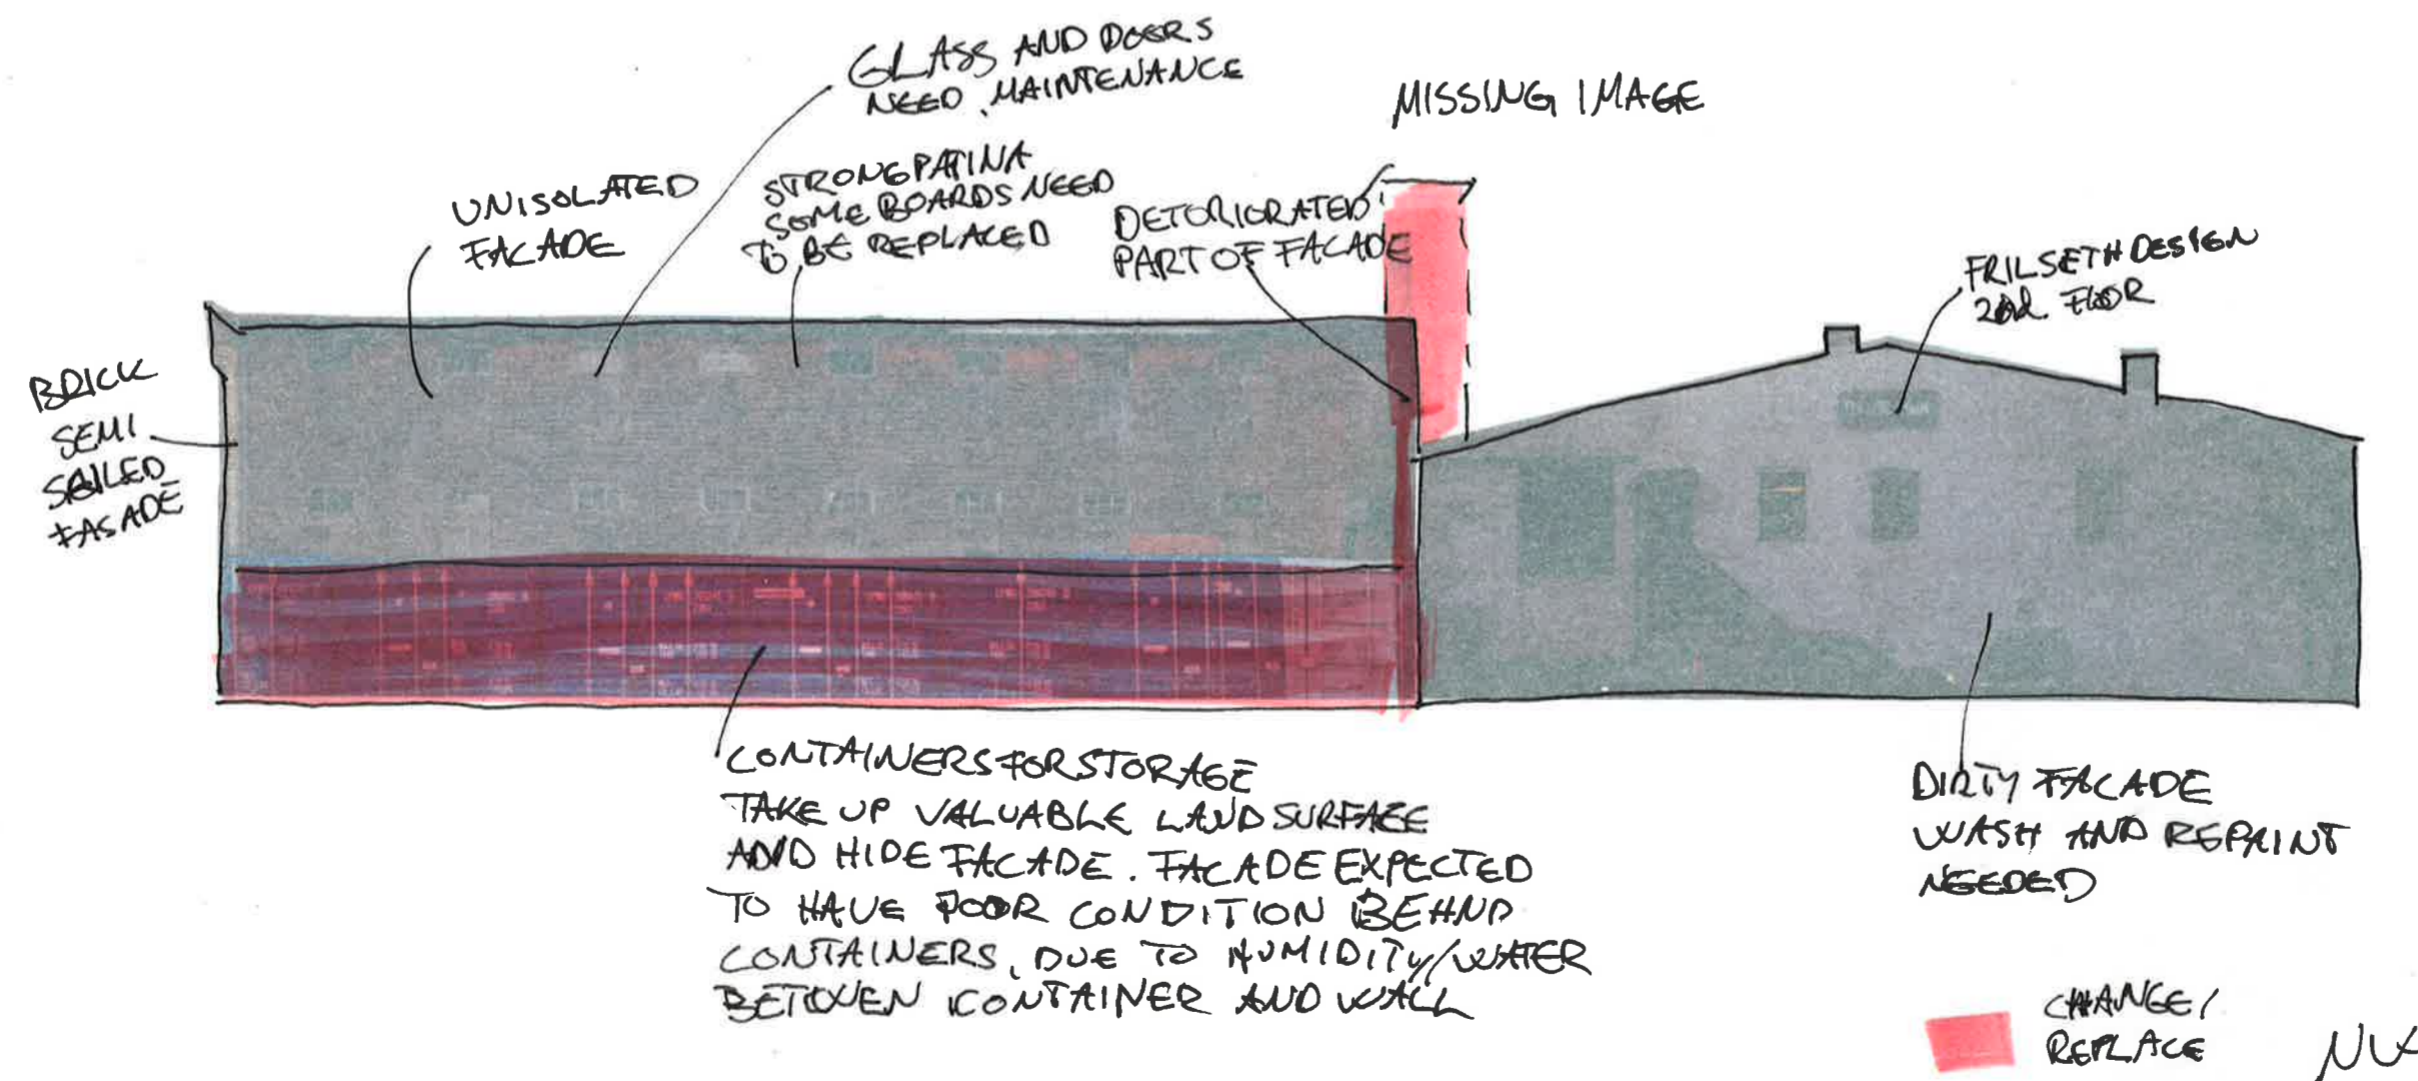 GLASS AND DOORS
NEED MAINTENANCE
MISSING IMAGE
UNISOLATED
FACADE
STRONG PATINA
SOME BOARDS NEED
TO BE REPLACED
DETORIORATED
PART OF FACADE
FRILSETH DESIGN
2nd. FLOOR
BRICK
SEMI
SAILED
FASADE
CONTAINERS FOR STORAGE
TAKE UP VALUABLE LAND SURFACE
AND HIDE FACADE. FACADE EXPECTED
TO HAVE POOR CONDITION BEHND
CONTAINERS, DUE TO HUMIDITY/WATER
BETWEEN CONTAINER AND WALL
DIRTY FACADE
WASH AND REPAINT
NEEDED
CHANGE/
REPLACE